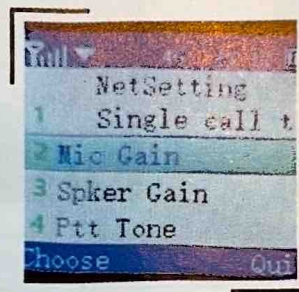 NetSetting
1 Single call t
2 Mic Gain
3 Spker Gain
4 Ptt Tone
Choose Qui